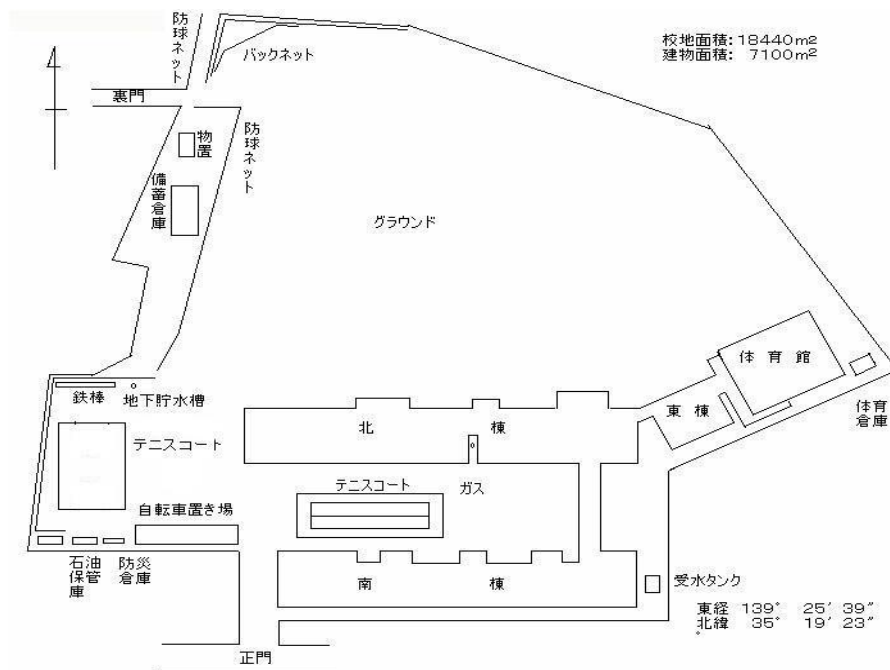 防球ネット
バックネット
校地面積:18440m2
建物面積: 7100m2
裏門
物置
防球ネット
備蓄倉庫
グラウンド
体育館
体育
倉庫
東棟
鉄棒
地下貯水槽
北棟
テニスコート
テニスコート
ガス
自転車置き場
石油
保管
庫
防災
倉庫
南棟
受水タンク
東経 139° 25′ 39″
北緯 35° 19′ 23″
正門